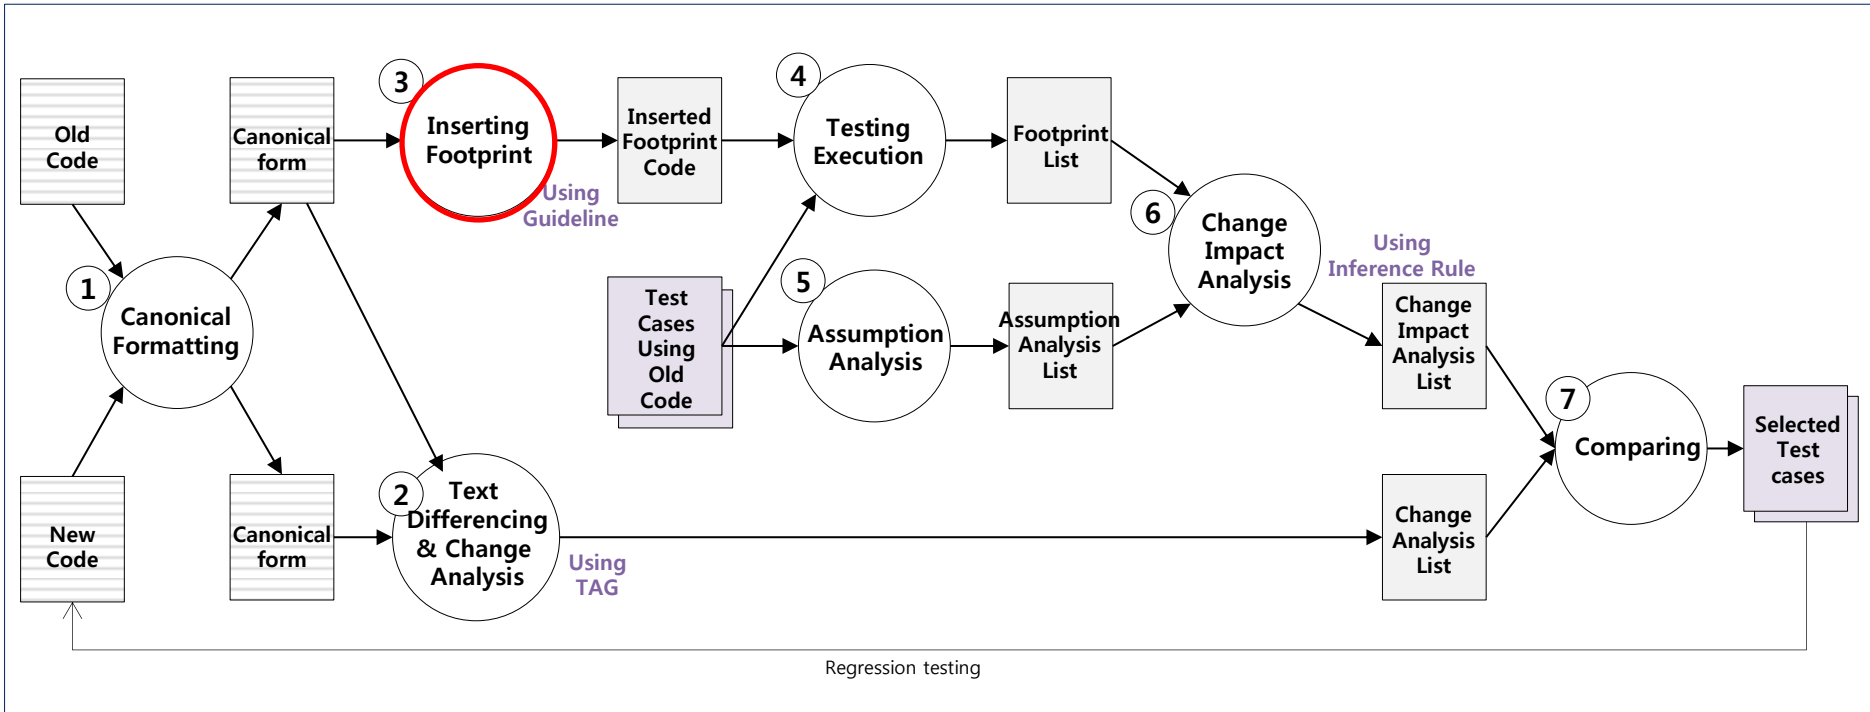 Old
Code
Canonical
form
3
Inserting
Footprint
Using
Guideline
Inserted
Footprint
Code
4
Testing
Execution
Footprint
List
6
Change
Impact
Analysis
Using
Inference Rule
1
Canonical
Formatting
Test
Cases
Using
Old
Code
5
Assumption
Analysis
Assumption
Analysis
List
Change
Impact
Analysis
List
7
Comparing
Selected
Test
cases
New
Code
Canonical
form
2
Text
Differencing
& Change
Analysis
Using
TAG
Change
Analysis
List
Regression testing